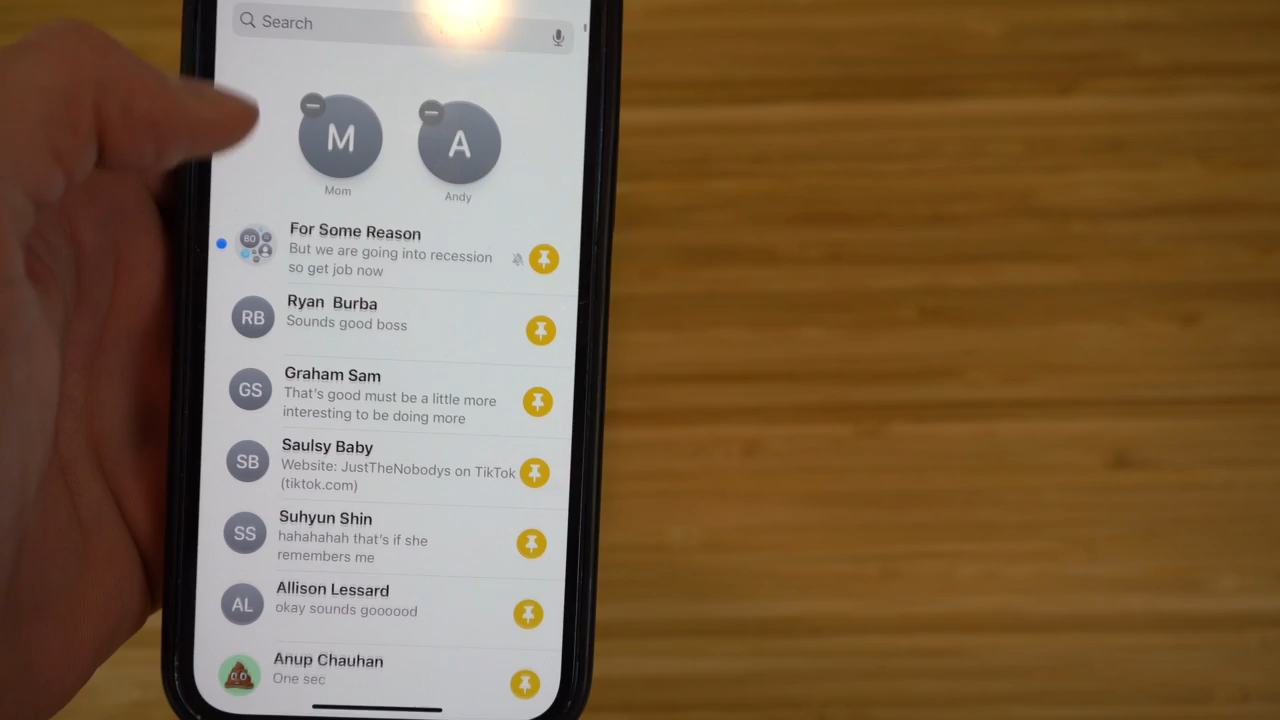 Search
M
A
Mom
Andy
For Some Reason
But we are going into recession
so get job now
BO
RB
Ryan Burba
Sounds good boss
GS
Graham Sam
That's good must be a little more
interesting to be doing more
SB
Saulsy Baby
Website: JustTheNobodys on TikTok
(tiktok.com)
SS
Suhyun Shin
hahahahah that's if she
remembers me
AL
Allison Lessard
okay sounds goooood
Anup Chauhan
One sec